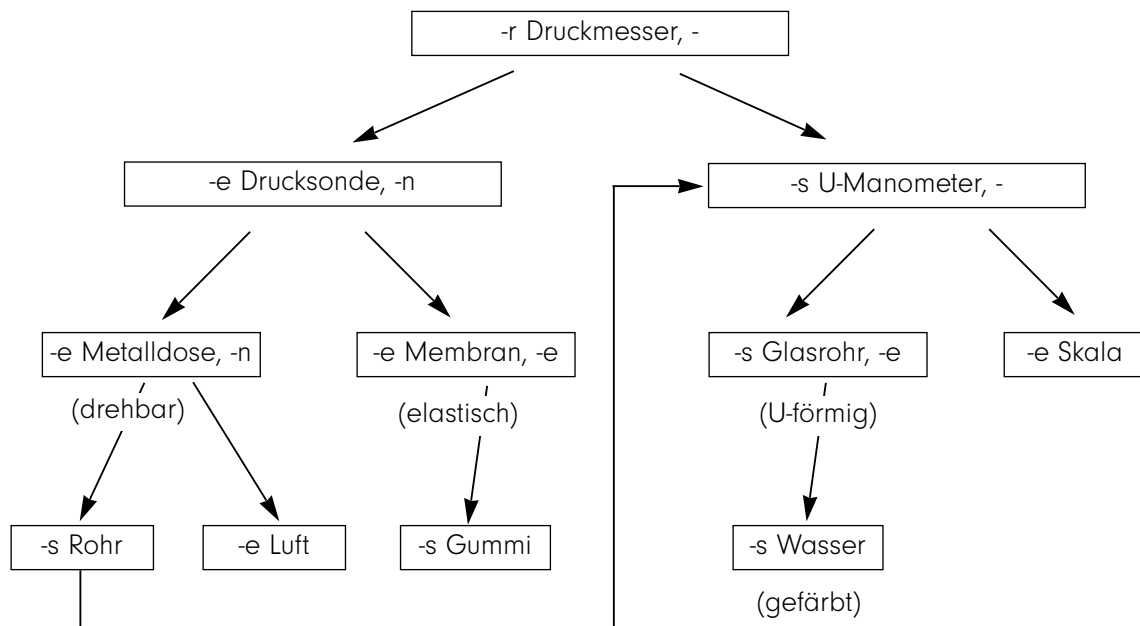 -r Druckmesser, -
-e Drucksonde, -n
-s U-Manometer, -
-e Metalldose, -n
-e Membran, -e
-s Glasrohr, -e
-e Skala
(drehbar)
(elastisch)
(U-förmig)
-s Rohr
-e Luft
-s Gummi
-s Wasser
(gefärbt)